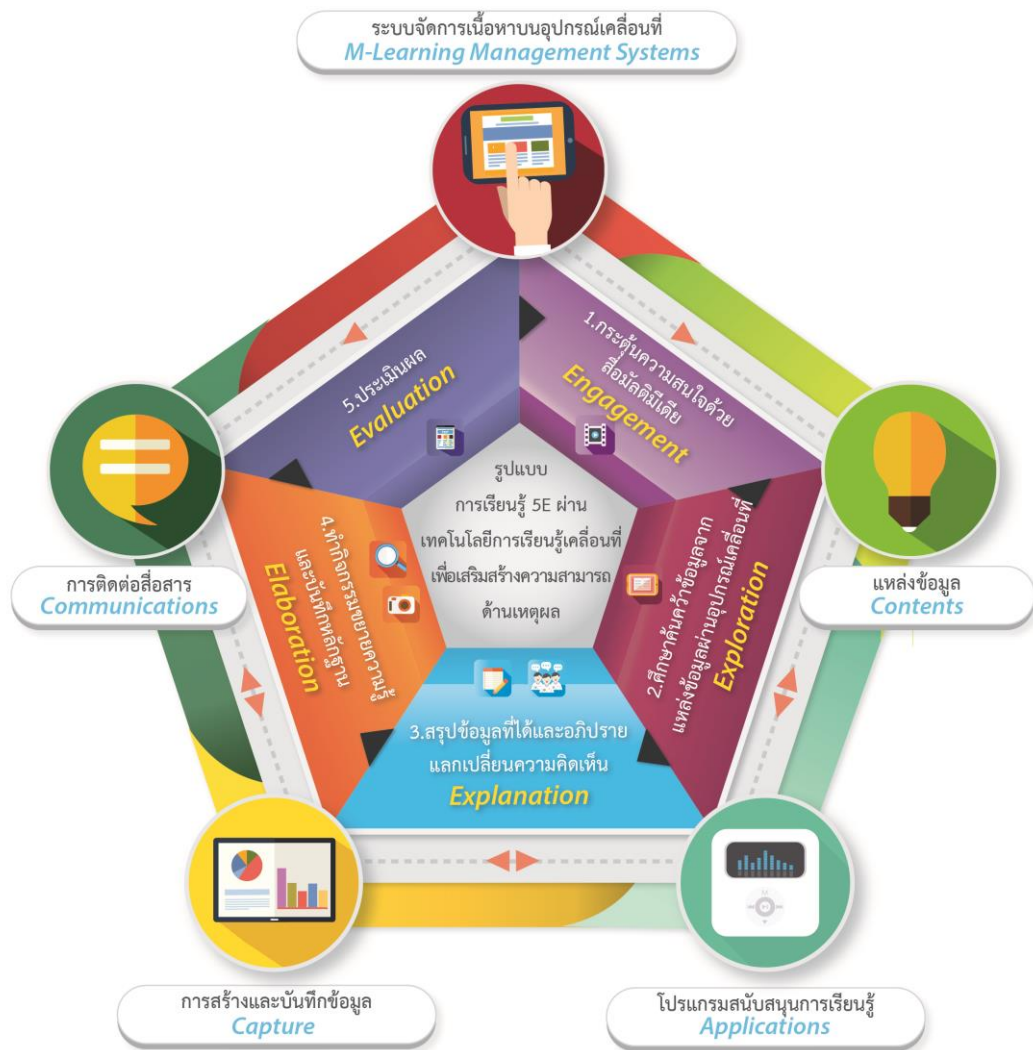 ระบบจัดการเนื้อหาบนอุปกรณ์เคลื่อนที่
M-Learning Management Systems
1.กระตุ้นความสนใจด้วย
สื่อมัลติมีเดีย
Engagement
แหล่งข้อมูล
Contents
2.ศึกษาค้นคว้าข้อมูลจาก
แหล่งข้อมูลผ่านอุปกรณ์เคลื่อนที่
Exploration
โปรแกรมสนับสนุนการเรียนรู้
Applications
3.สรุปข้อมูลที่ได้และอภิปราย
แลกเปลี่ยนความคิดเห็น
Explanation
การสร้างและบันทึกข้อมูล
Capture
4.ทำกิจกรรมขยายความรู้
และบันทึกหลักฐาน
Elaboration
การติดต่อสื่อสาร
Communications
5.ประเมินผล
Evaluation
รูปแบบ
การเรียนรู้ 5E ผ่าน
เทคโนโลยีการเรียนรู้เคลื่อนที่
เพื่อเสริมสร้างความสามารถ
ด้านเหตุผล